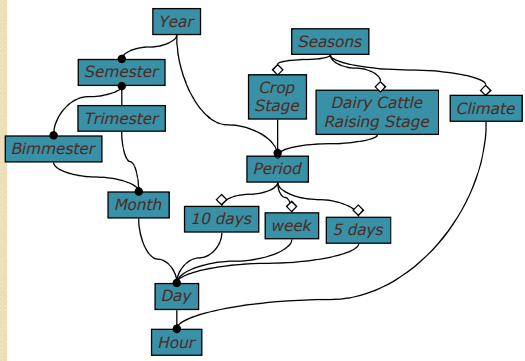 Year
Seasons
Semester
Crop
Stage
Dairy Cattle
Raising Stage
Climate
Trimester
Bimmester
Period
Month
10 days
week
5 days
Day
Hour